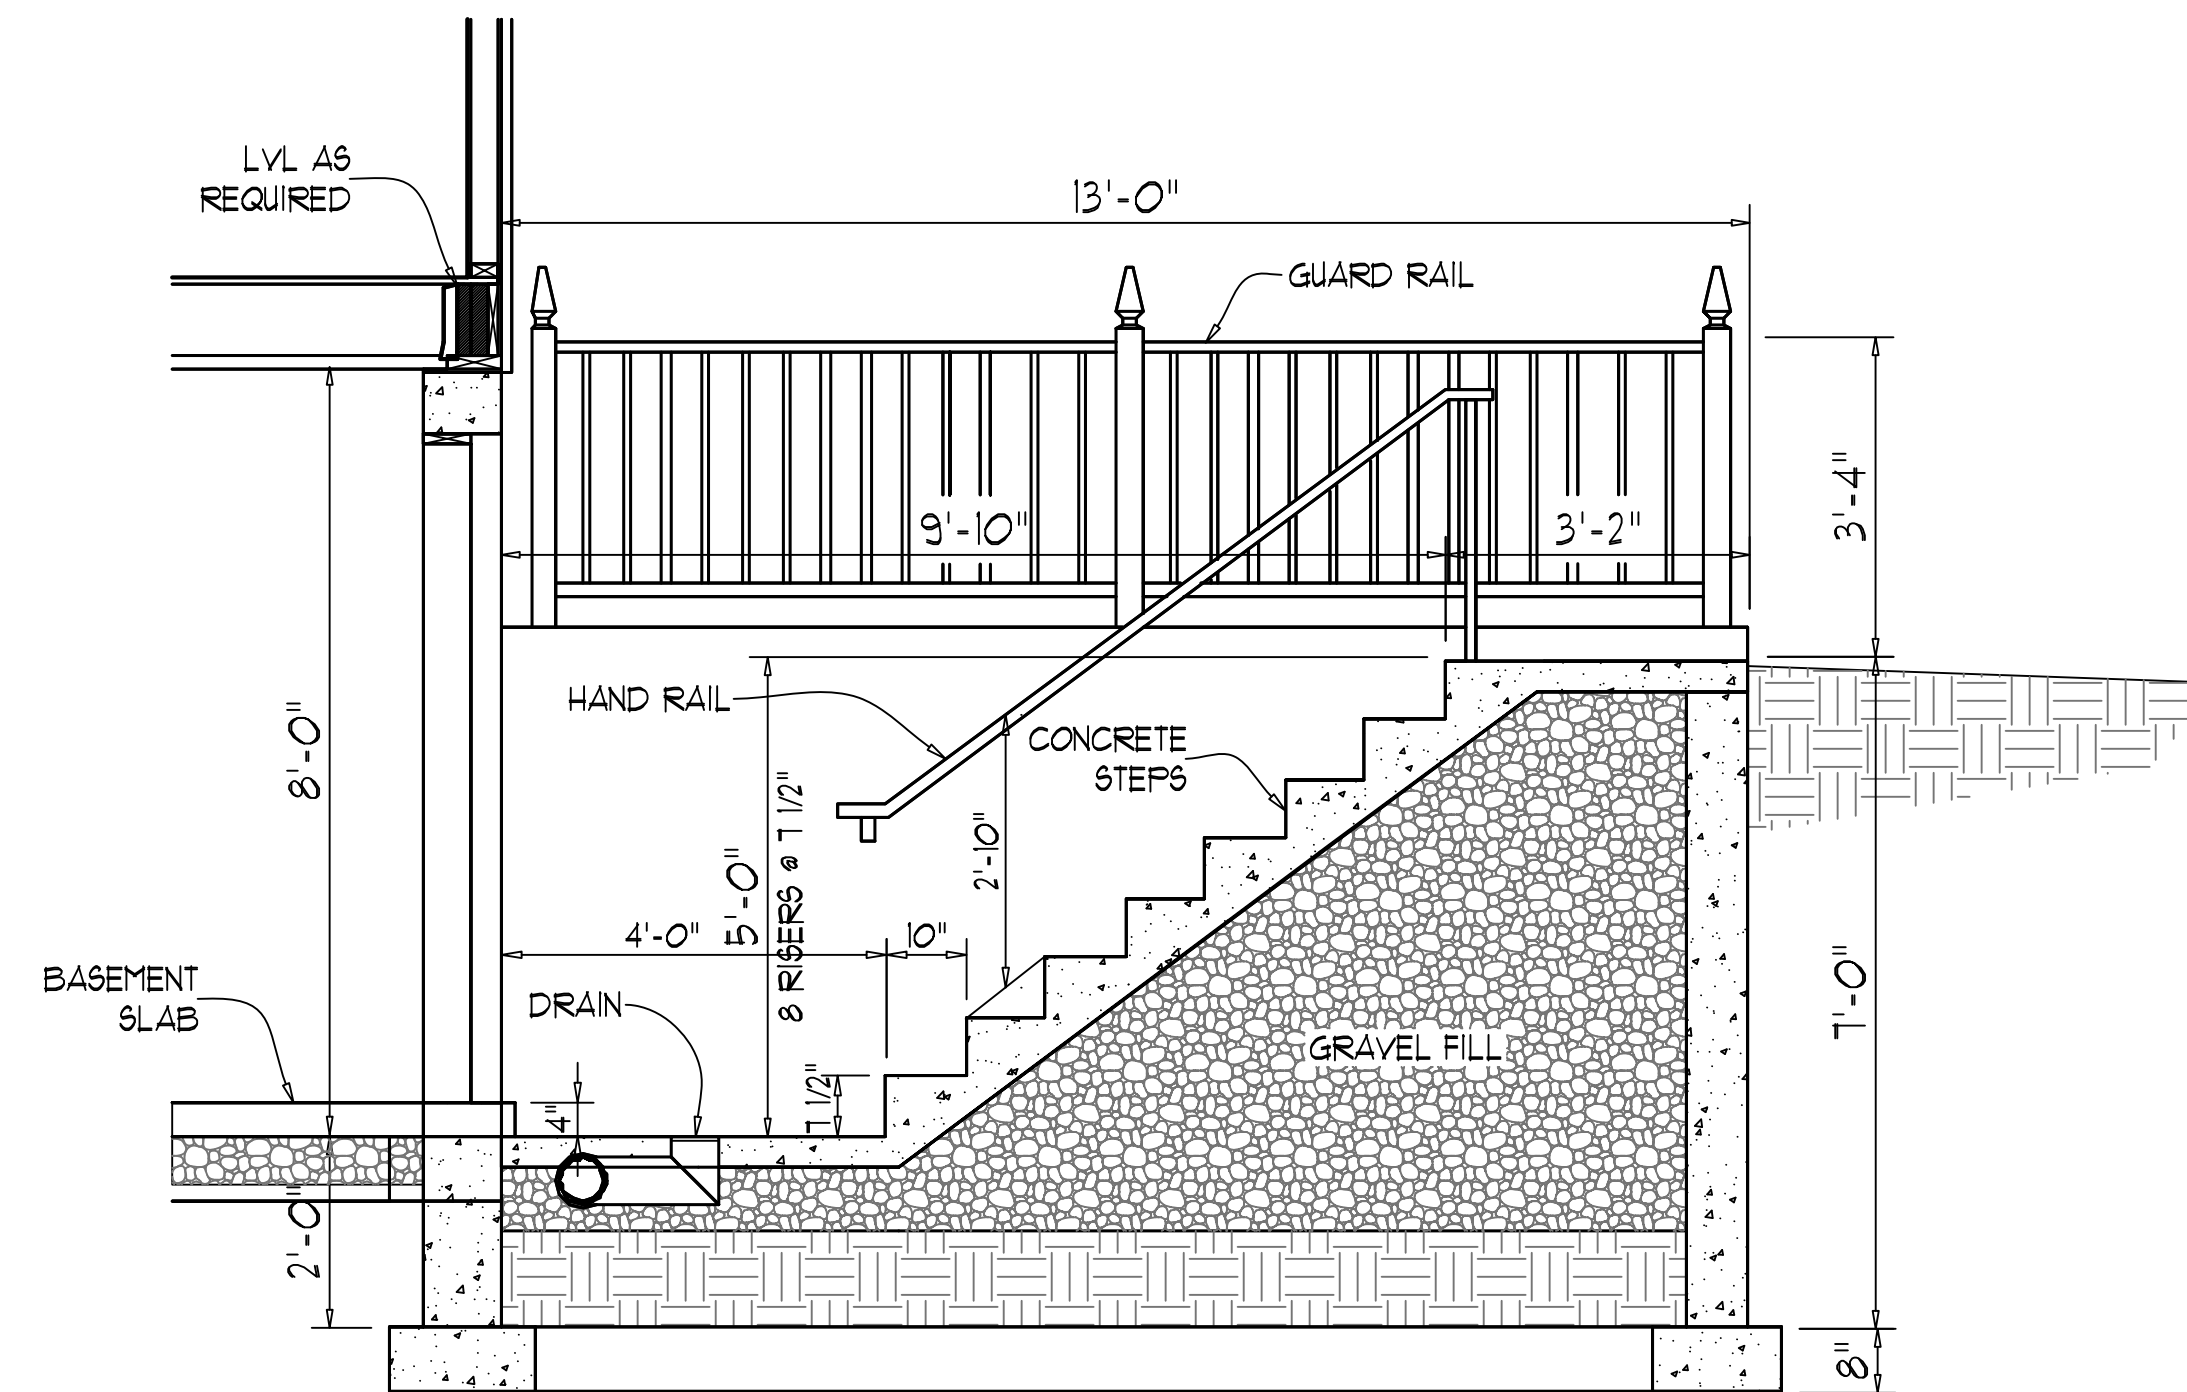 LVL AS
REQUIRED
13'-0"
GUARD RAIL
3'-4"
9'-10"
3'-2"
HAND RAIL
CONCRETE
STEPS
8'-0"
5'-0"
8 RISERS @ 7 1/2"
2'-10"
4'-0"
10"
BASEMENT
SLAB
DRAIN
7'-0"
GRAVEL FILL
4"
7 1/2"
2'-0"
8"